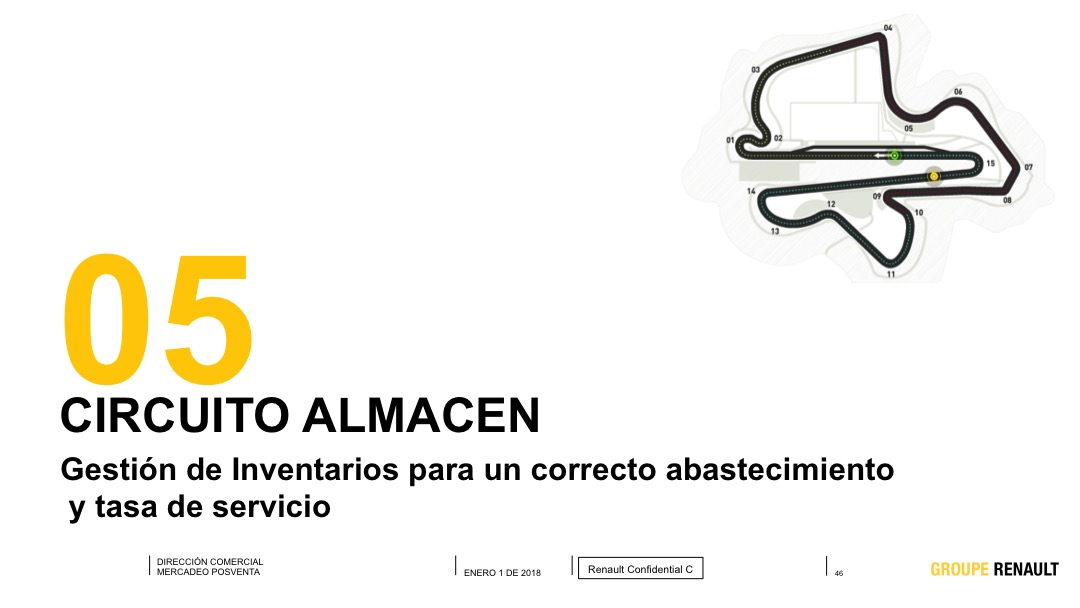 04
03
06
05
01
02
15
07
14
09
08
12
10
13
11
05
CIRCUITO ALMACEN
Gestión de Inventarios para un correcto abastecimiento
y tasa de servicio
DIRECCIÓN COMERCIAL
MERCADEO POSVENTA
ENERO 1 DE 2018
Renault Confidential C
46
GROUPE RENAULT